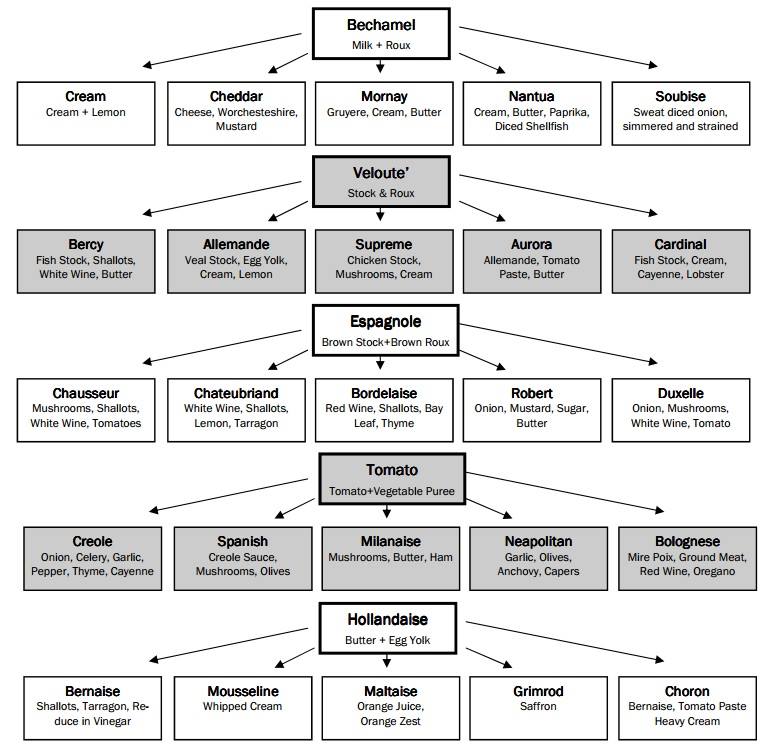 Bechamel
Milk + Roux
Cream
Cream + Lemon
Cheddar
Cheese, Worchesteshire,
Mustard
Mornay
Gruyere, Cream, Butter
Nantua
Cream, Butter, Paprika,
Diced Shellfish
Soubise
Sweat diced onion,
simmered and strained
Veloute’
Stock & Roux
Bercy
Fish Stock, Shallots,
White Wine, Butter
Allemande
Veal Stock, Egg Yolk,
Cream, Lemon
Supreme
Chicken Stock,
Mushrooms, Cream
Aurora
Allemande, Tomato
Paste, Butter
Cardinal
Fish Stock, Cream,
Cayenne, Lobster
Espagnole
Brown Stock+Brown Roux
Chausseur
Mushrooms, Shallots,
White Wine, Tomatoes
Chateubriand
White Wine, Shallots,
Lemon, Tarragon
Bordelaise
Red Wine, Shallots, Bay
Leaf, Thyme
Robert
Onion, Mustard, Sugar,
Butter
Duxelle
Onion, Mushrooms,
White Wine, Tomato
Tomato
Tomato+Vegetable Puree
Creole
Onion, Celery, Garlic,
Pepper, Thyme, Cayenne
Spanish
Creole Sauce,
Mushrooms, Olives
Milanaise
Mushrooms, Butter, Ham
Neapolitan
Garlic, Olives,
Anchovy, Capers
Bolognese
Mire Poix, Ground Meat,
Red Wine, Oregano
Hollandaise
Butter + Egg Yolk
Bernaise
Shallots, Tarragon, Re-
duce in Vinegar
Mousseline
Whipped Cream
Maltaise
Orange Juice,
Orange Zest
Grimrod
Saffron
Choron
Bernaise, Tomato Paste
Heavy Cream